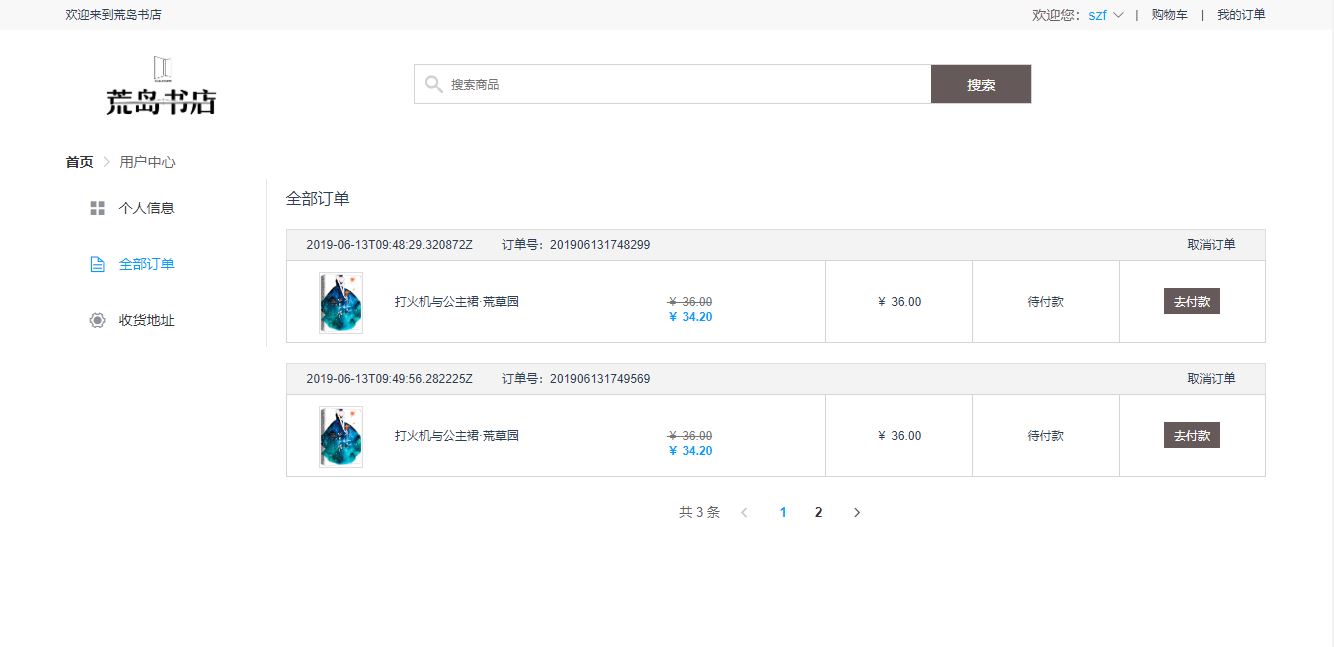 欢迎来到荒岛书店
欢迎您：szf | 购物车 | 我的订单
荒岛书店
搜索商品
搜索
首页 > 用户中心
个人信息
全部订单
收货地址
全部订单
2019-06-13T09:48:29.320872Z 订单号：201906131748299 取消订单
打火机与公主裙·荒草园 ¥ 36.00 ¥ 36.00 待付款 去付款
¥ 34.20
2019-06-13T09:49:56.282225Z 订单号：201906131749569 取消订单
打火机与公主裙·荒草园 ¥ 36.00 ¥ 36.00 待付款 去付款
¥ 34.20
共 3 条 < 1 2 >